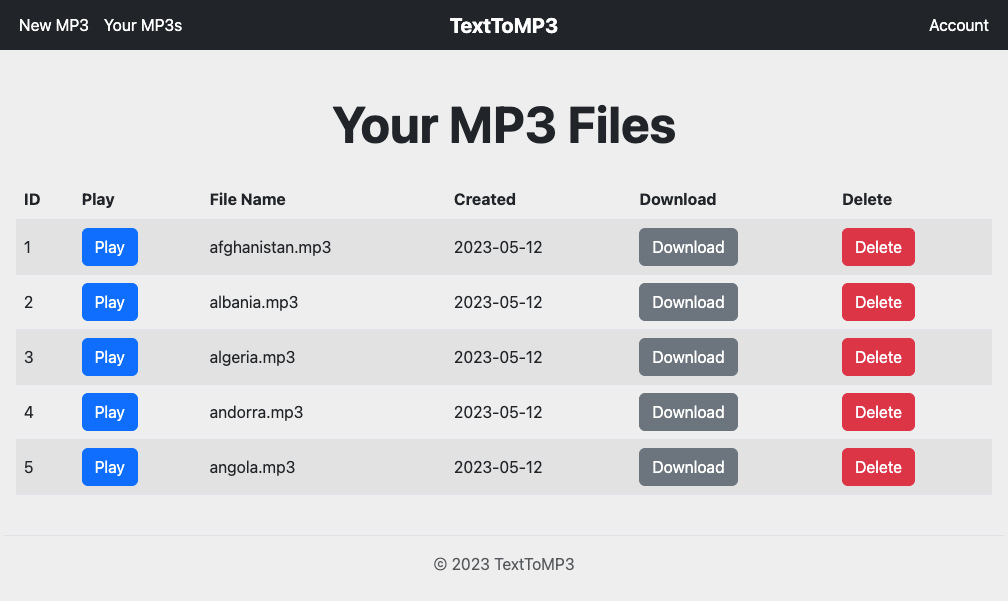 New MP3 Your MP3s TextToMP3 Account
Your MP3 Files
ID Play File Name Created Download Delete
1 Play afghanistan.mp3 2023-05-12 Download Delete
2 Play albania.mp3 2023-05-12 Download Delete
3 Play algeria.mp3 2023-05-12 Download Delete
4 Play andorra.mp3 2023-05-12 Download Delete
5 Play angola.mp3 2023-05-12 Download Delete
© 2023 TextToMP3